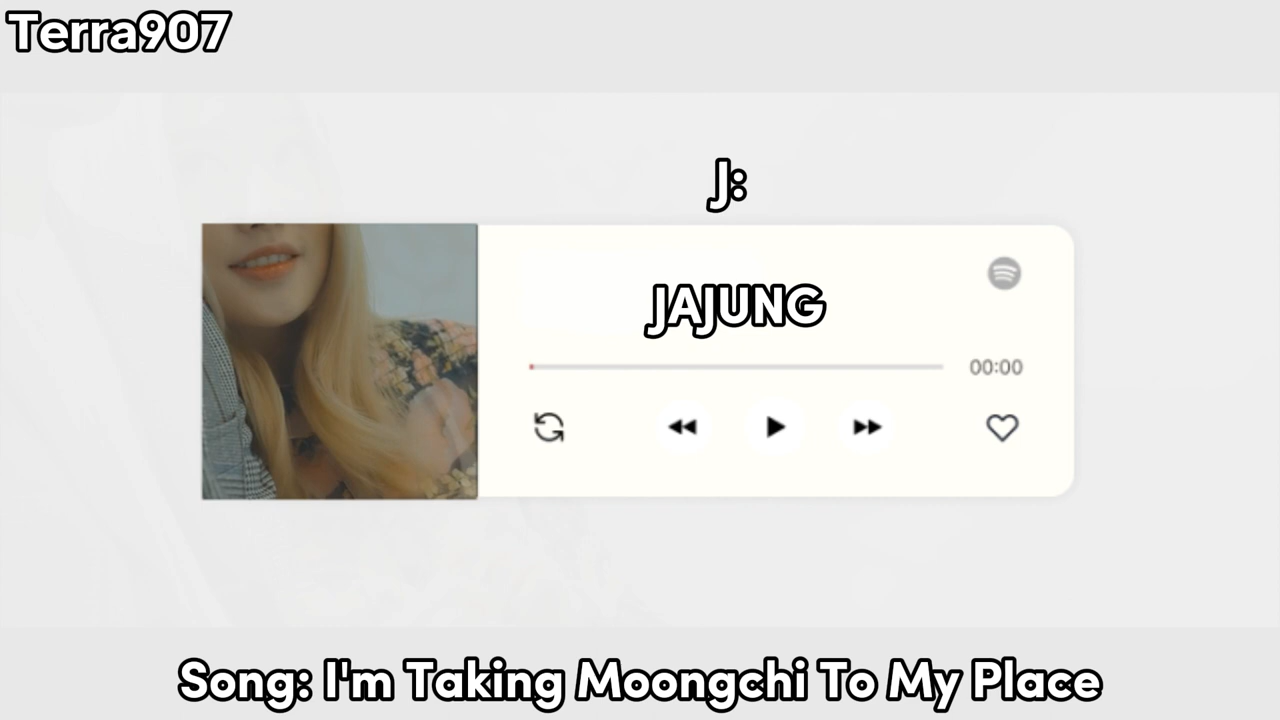 Terra907
J:
JAJUNG
00:00
Song: I'm Taking Moongchi To My Place